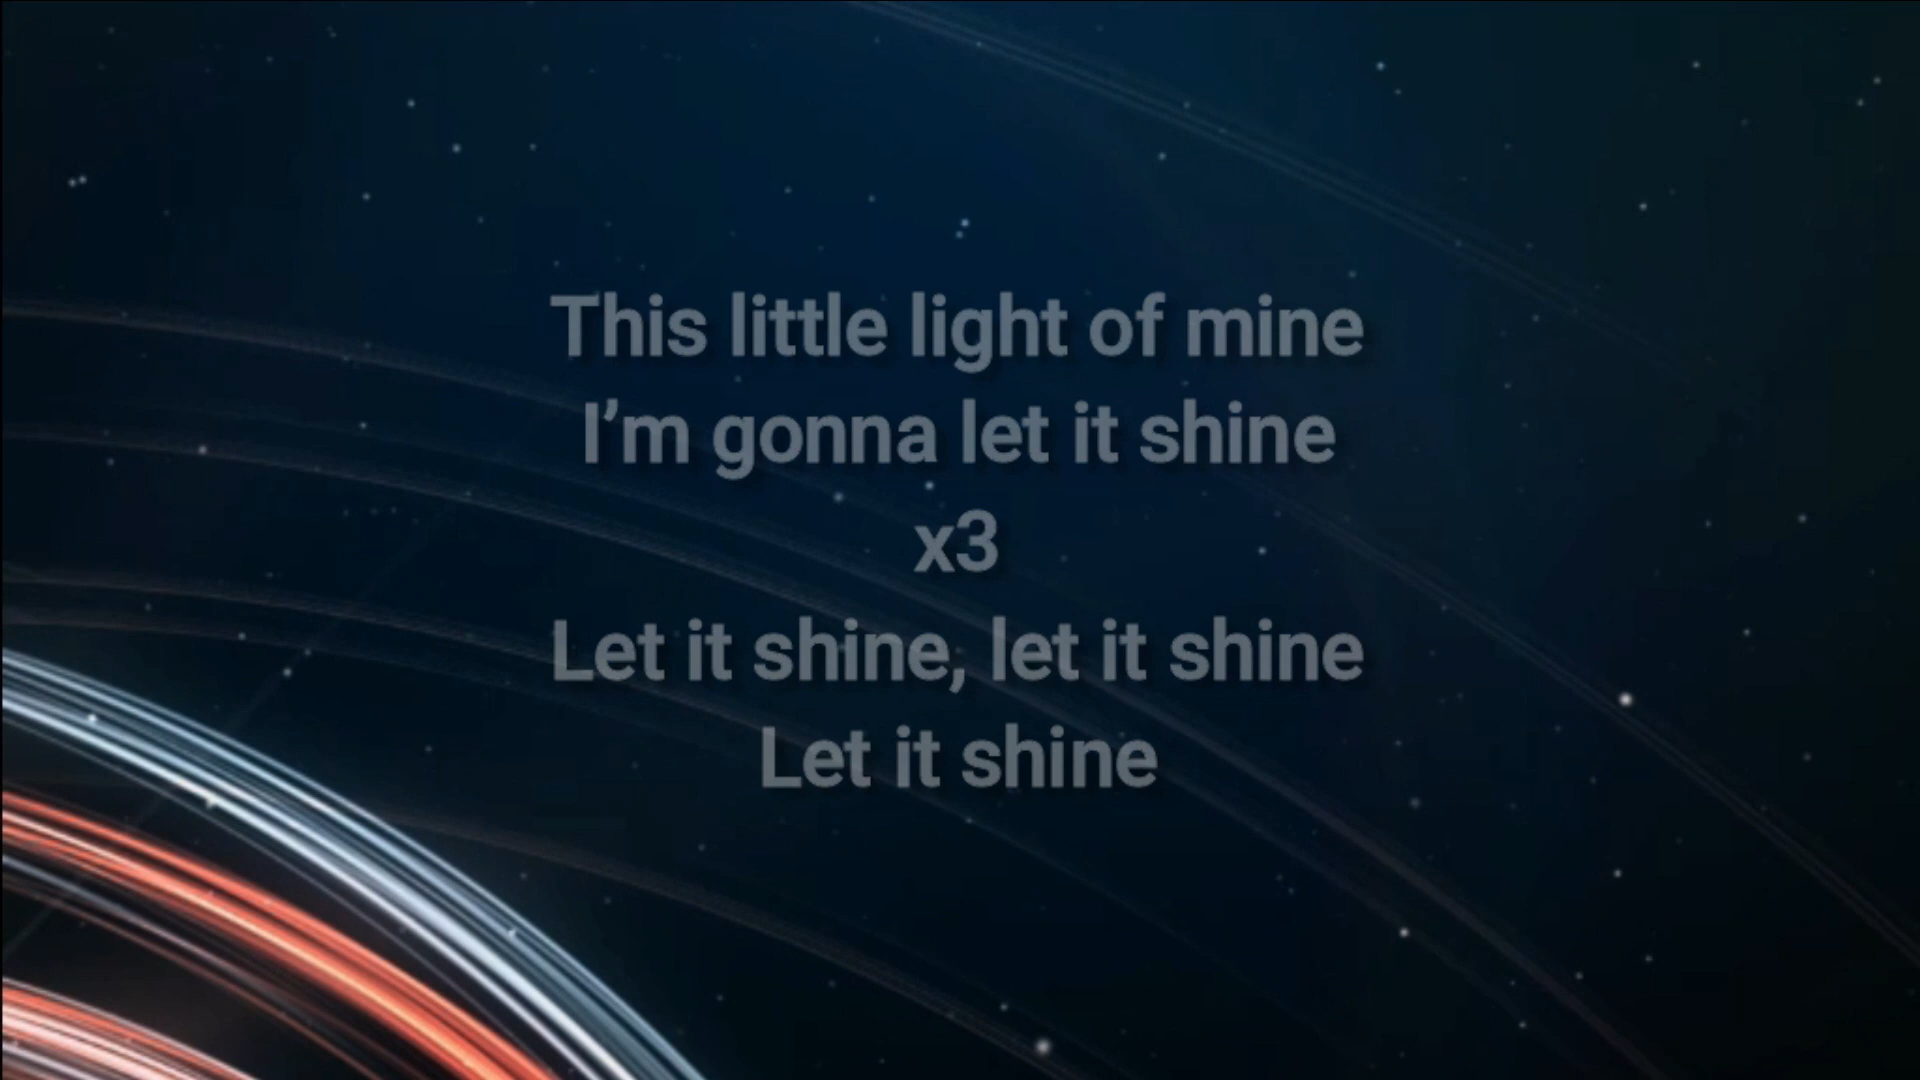 This little light of mine
I’m gonna let it shine
x3
Let it shine, let it shine
Let it shine